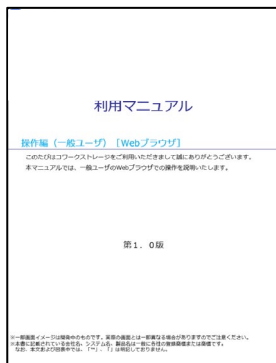 利用マニュアル
操作編（一般ユーザ）［Webブラウザ］
このたびはコワークストレージをご利用いただきまして誠にありがとうございます。
本マニュアルでは、一般ユーザのWebブラウザでの操作を説明いたします。
第１．０版
※一部画面イメージは開発中のものです。実際の画面とは一部異なる場合がありますのでご注意ください。
※本書に記載されている会社名、システム名、製品名は一般に各社の登録商標または商標です。
なお、本文および図表中では、「™」、「」は明記しておりません。